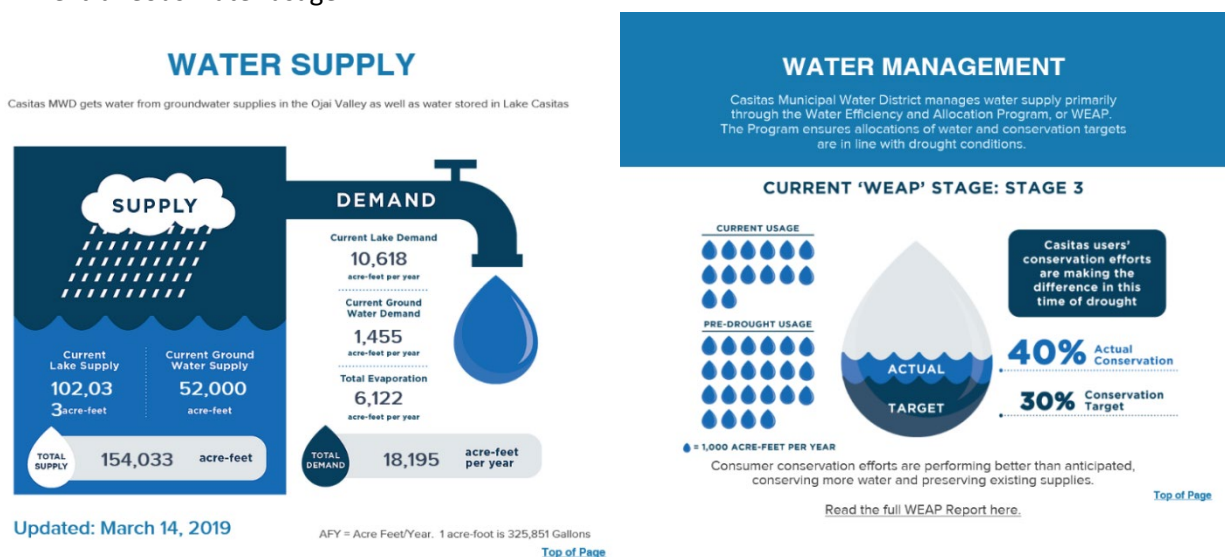 WATER SUPPLY
Casitas MWD gets water from groundwater supplies in the Ojai Valley as well as water stored in Lake Casitas
SUPPLY
Current
Lake Supply
102,03
3acre-feet
Current Ground
Water Supply
52,000
acre-feet
TOTAL
SUPPLY
154,033 acre-feet
DEMAND
Current Lake Demand
10,618
acre-feet per year
Current Ground
Water Demand
1,455
acre-feet per year
Total Evaporation
6,122
acre-feet per year
TOTAL
DEMAND
18,195
acre-feet
per year
Updated: March 14, 2019
AFY = Acre Feet/Year. 1 acre-foot is 325,851 Gallons
Top of Page
WATER MANAGEMENT
Casitas Municipal Water District manages water supply primarily
through the Water Efficiency and Allocation Program, or WEAP.
The Program ensures allocations of water and conservation targets
are in line with drought conditions.
CURRENT ‘WEAP’ STAGE: STAGE 3
CURRENT USAGE
PRE-DROUGHT USAGE
= 1,000 ACRE-FEET PER YEAR
ACTUAL
TARGET
Casitas users’
conservation efforts
are making the
difference in this
time of drought
40% Actual
Conservation
30% Conservation
Target
Consumer conservation efforts are performing better than anticipated,
conserving more water and preserving existing supplies.
Top of Page
Read the full WEAP Report here.